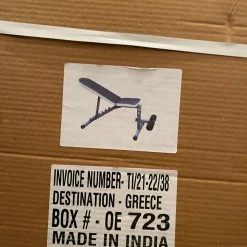 INVOICE NUMBER- TI/21-22/38
DESTINATION - GREECE
BOX # - OE 723
MADE IN INDIA